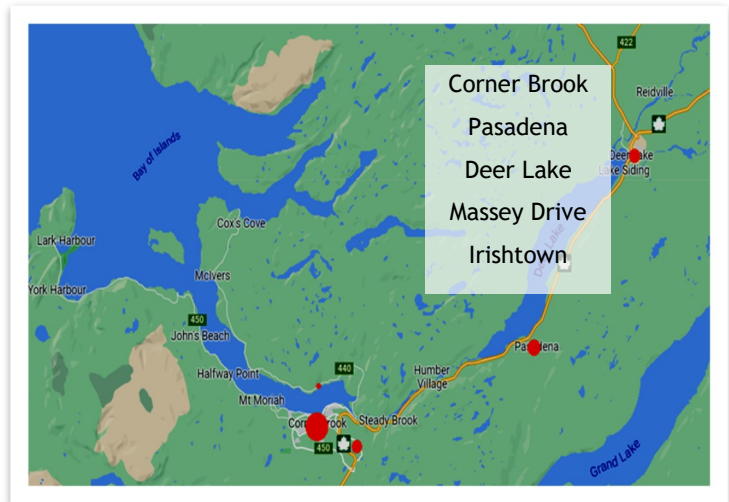 422
Reidville
Corner Brook
Pasadena
Deer Lake
Massey Drive
Irishtown
Bay of Islands
Deer Lake
Lake Siding
Cox's Cove
Lark Harbour
Deer Lake
McIvers
York Harbour
450
John's Beach
Pasadena
Halfway Point
440
Humber
Village
Mt Moriah
Corner Brook
Steady Brook
450
Grand Lake